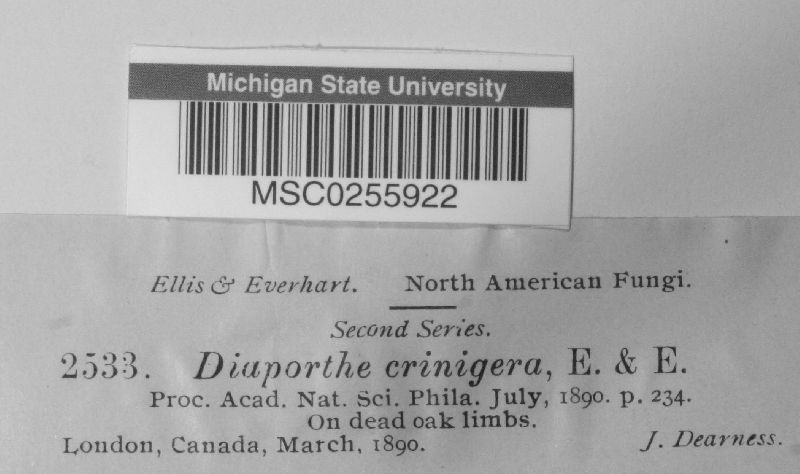 Michigan State University
MSC0255922
Ellis & Everhart. North American Fungi.
Second Series.
2533. Diaporthe crinigera, E. & E.
Proc. Acad. Nat. Sci. Phila. July, 1890. p. 234.
On dead oak limbs.
London, Canada, March, 1890. J. Dearness.